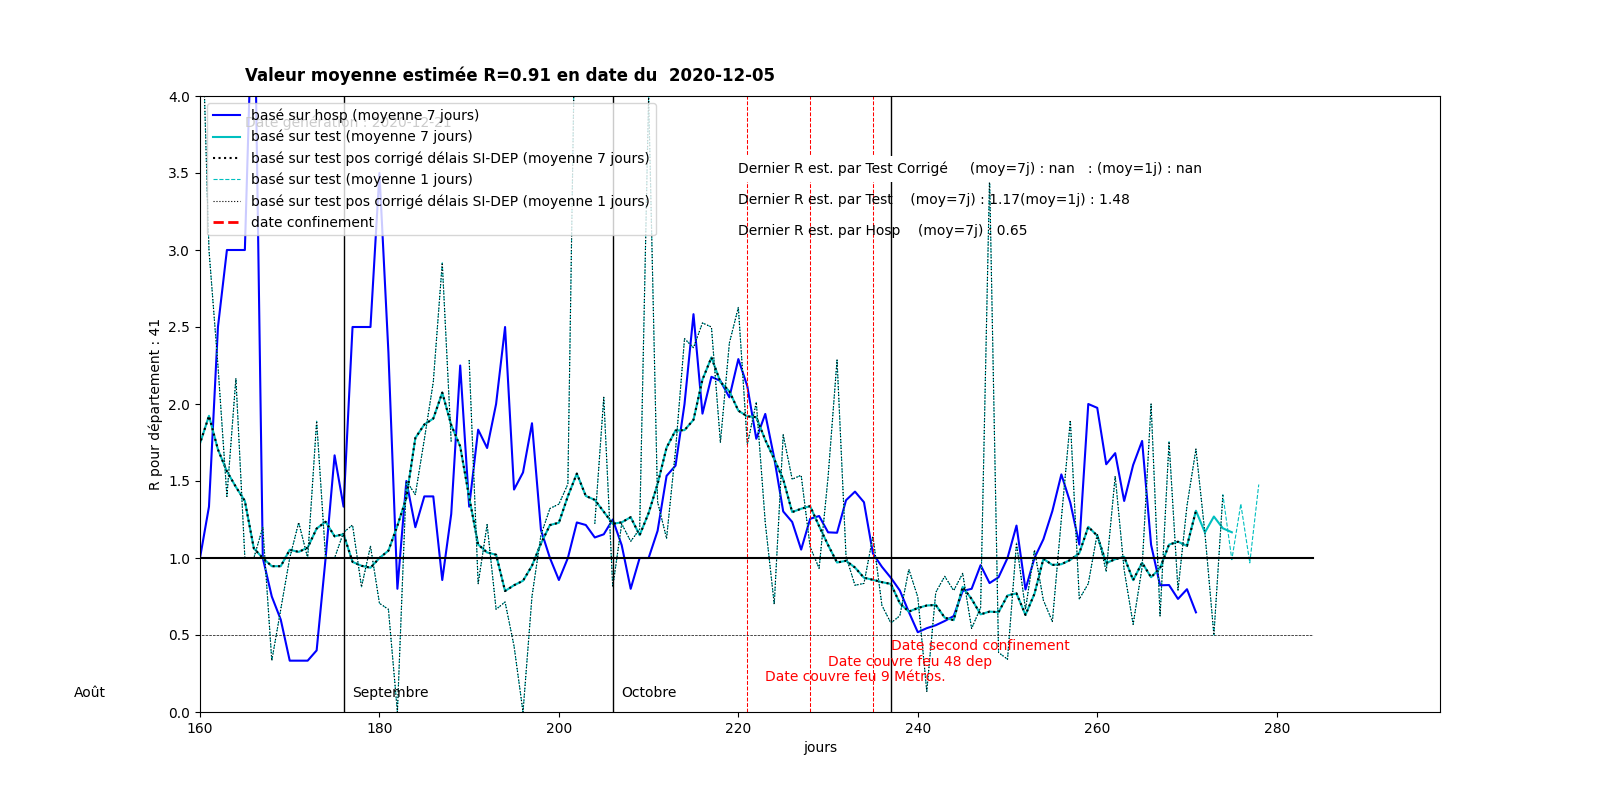 Valeur moyenne estimée R=0.91 en date du  2020-12-05
Date génération : 2020-12-21
basé sur hosp (moyenne 7 jours)
basé sur test (moyenne 7 jours)
basé sur test pos corrigé délais SI-DEP (moyenne 7 jours)
basé sur test (moyenne 1 jours)
basé sur test pos corrigé délais SI-DEP (moyenne 1 jours)
date confinement
Dernier R est. par Test Corrigé     (moy=7j) : nan   : (moy=1j) : nan
Dernier R est. par Test    (moy=7j) : 1.17(moy=1j) : 1.48
Dernier R est. par Hosp    (moy=7j) : 0.65
4.0
3.5
3.0
2.5
2.0
1.5
1.0
0.5
0.0
R pour département : 41
Date second confinement
Date couvre feu 48 dep
Date couvre feu 9 Métros.
Août
Septembre
Octobre
160 180 200 220 240 260 280
jours